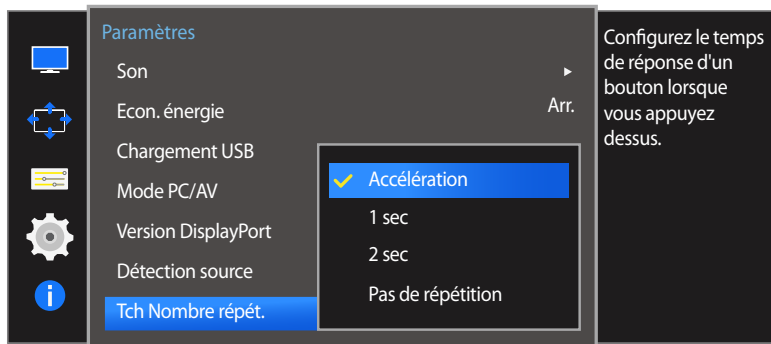 Paramètres
Son
Econ. énergie Arr.
Chargement USB
Mode PC/AV
Version DisplayPort
Détection source
Tch Nombre répét.
Accélération
1 sec
2 sec
Pas de répétition
Configurez le temps
de réponse d'un
bouton lorsque
vous appuyez
dessus.